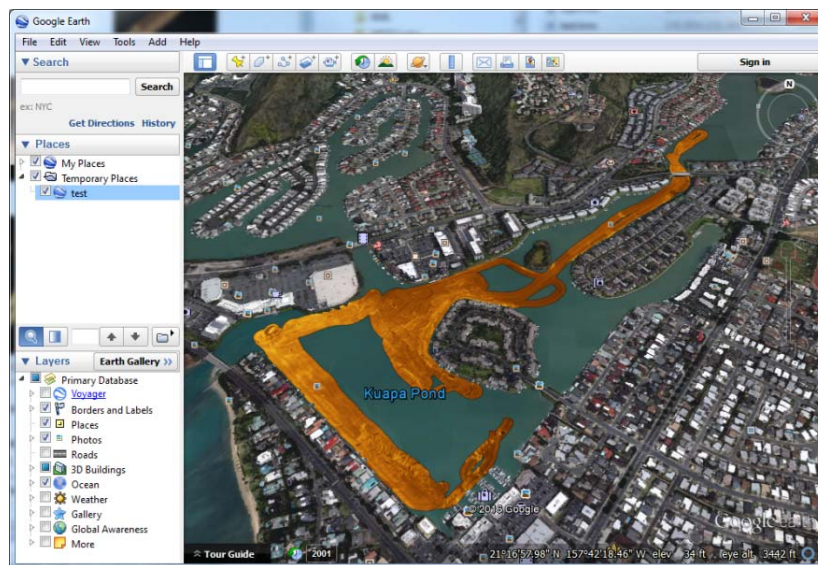 Google Earth
File Edit View Tools Add Help
▼ Search
Sign in
Search
ex: NYC
Get Directions History
▼ Places
My Places
Temporary Places
test
N
Kuapa Pond
▼ Layers
Earth Gallery »
Primary Database
Voyager
Borders and Labels
Places
Photos
Roads
3D Buildings
Ocean
Weather
Gallery
Global Awareness
More
© 2013 Google
Google earth
Tour Guide
2001
21°16'57.98" N 157°42'18.46" W elev 34 ft eye alt 3442 ft